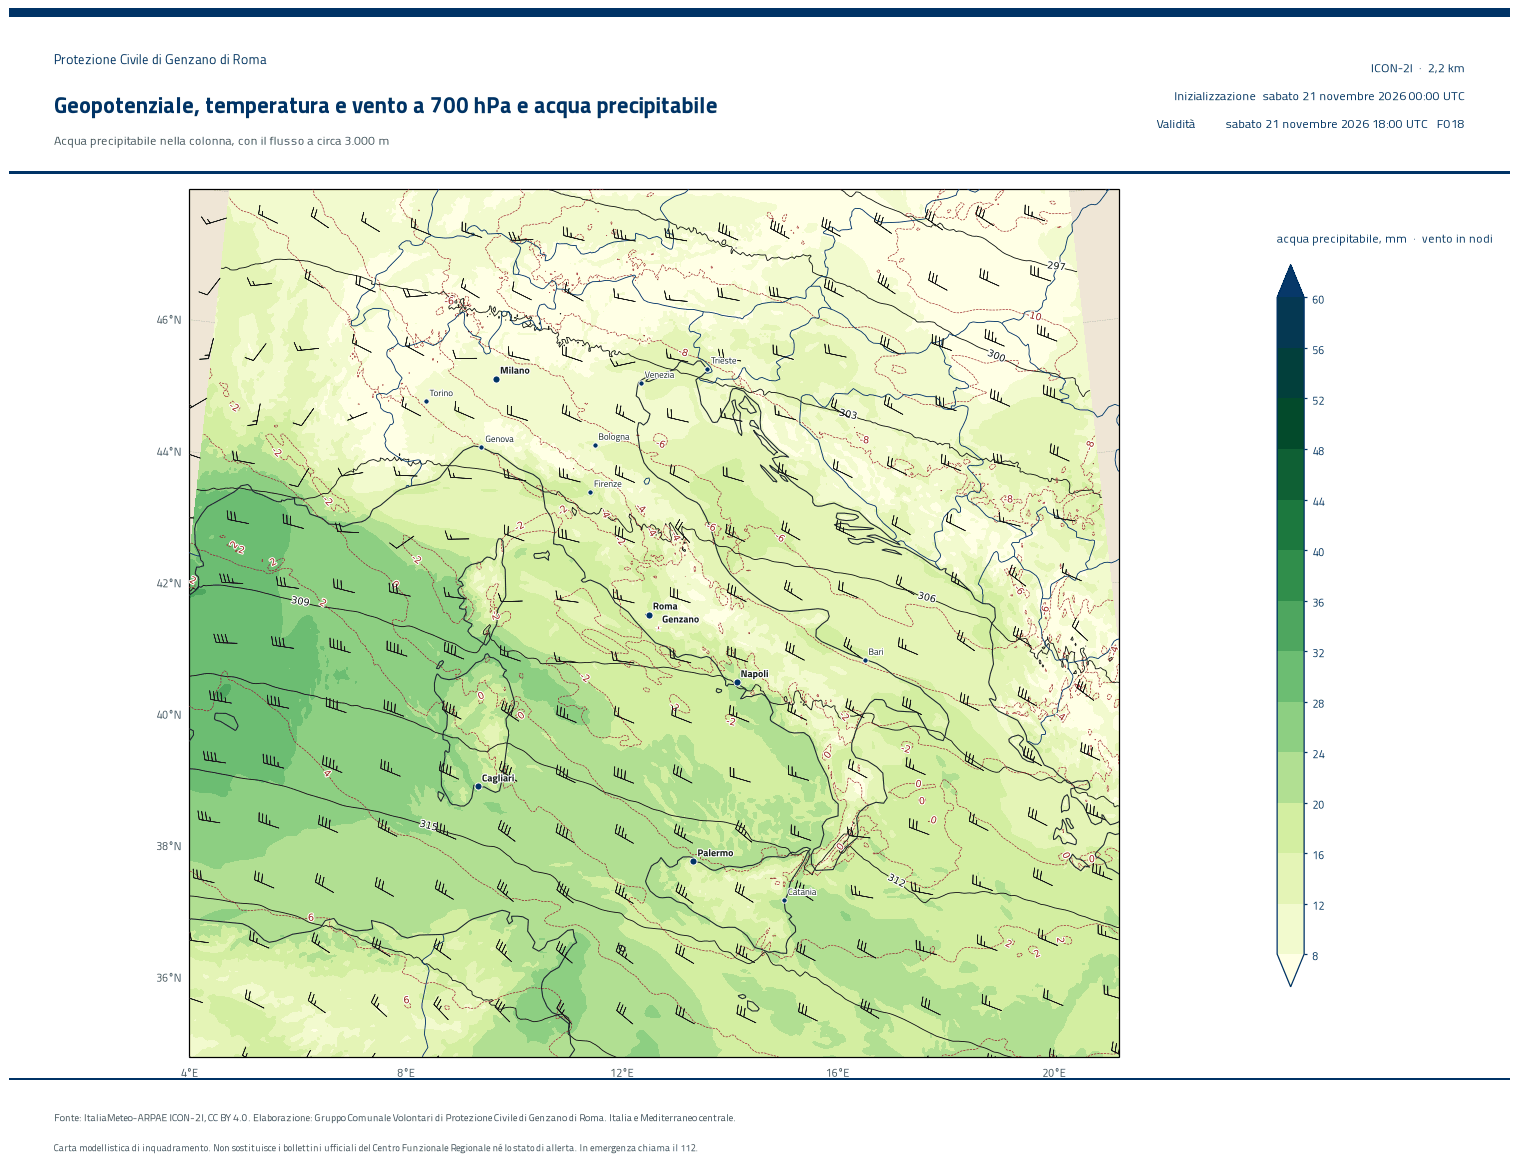 Protezione Civile di Genzano di Roma
Geopotenziale, temperatura e vento a 700 hPa e acqua precipitabile
Acqua precipitabile nella colonna, con il flusso a circa 3.000 m
ICON-2I · 2,2 km
Inizializzazione sabato 21 novembre 2026 00:00 UTC
Validità sabato 21 novembre 2026 18:00 UTC F018
acqua precipitabile, mm · vento in nodi
60
56
52
48
44
40
36
32
28
24
20
16
12
8
46°N
44°N
42°N
40°N
38°N
36°N
4°E
8°E
12°E
16°E
20°E
297
300
303
306
309
312
315
Milano
Torino
Venezia
Trieste
Genova
Bologna
Firenze
Roma
Genzano
Napoli
Bari
Cagliari
Palermo
Catania
Fonte: ItaliaMeteo-ARPAE ICON-2I, CC BY 4.0. Elaborazione: Gruppo Comunale Volontari di Protezione Civile di Genzano di Roma. Italia e Mediterraneo centrale.
Carta modellistica di inquadramento. Non sostituisce i bollettini ufficiali del Centro Funzionale Regionale né lo stato di allerta. In emergenza chiama il 112.